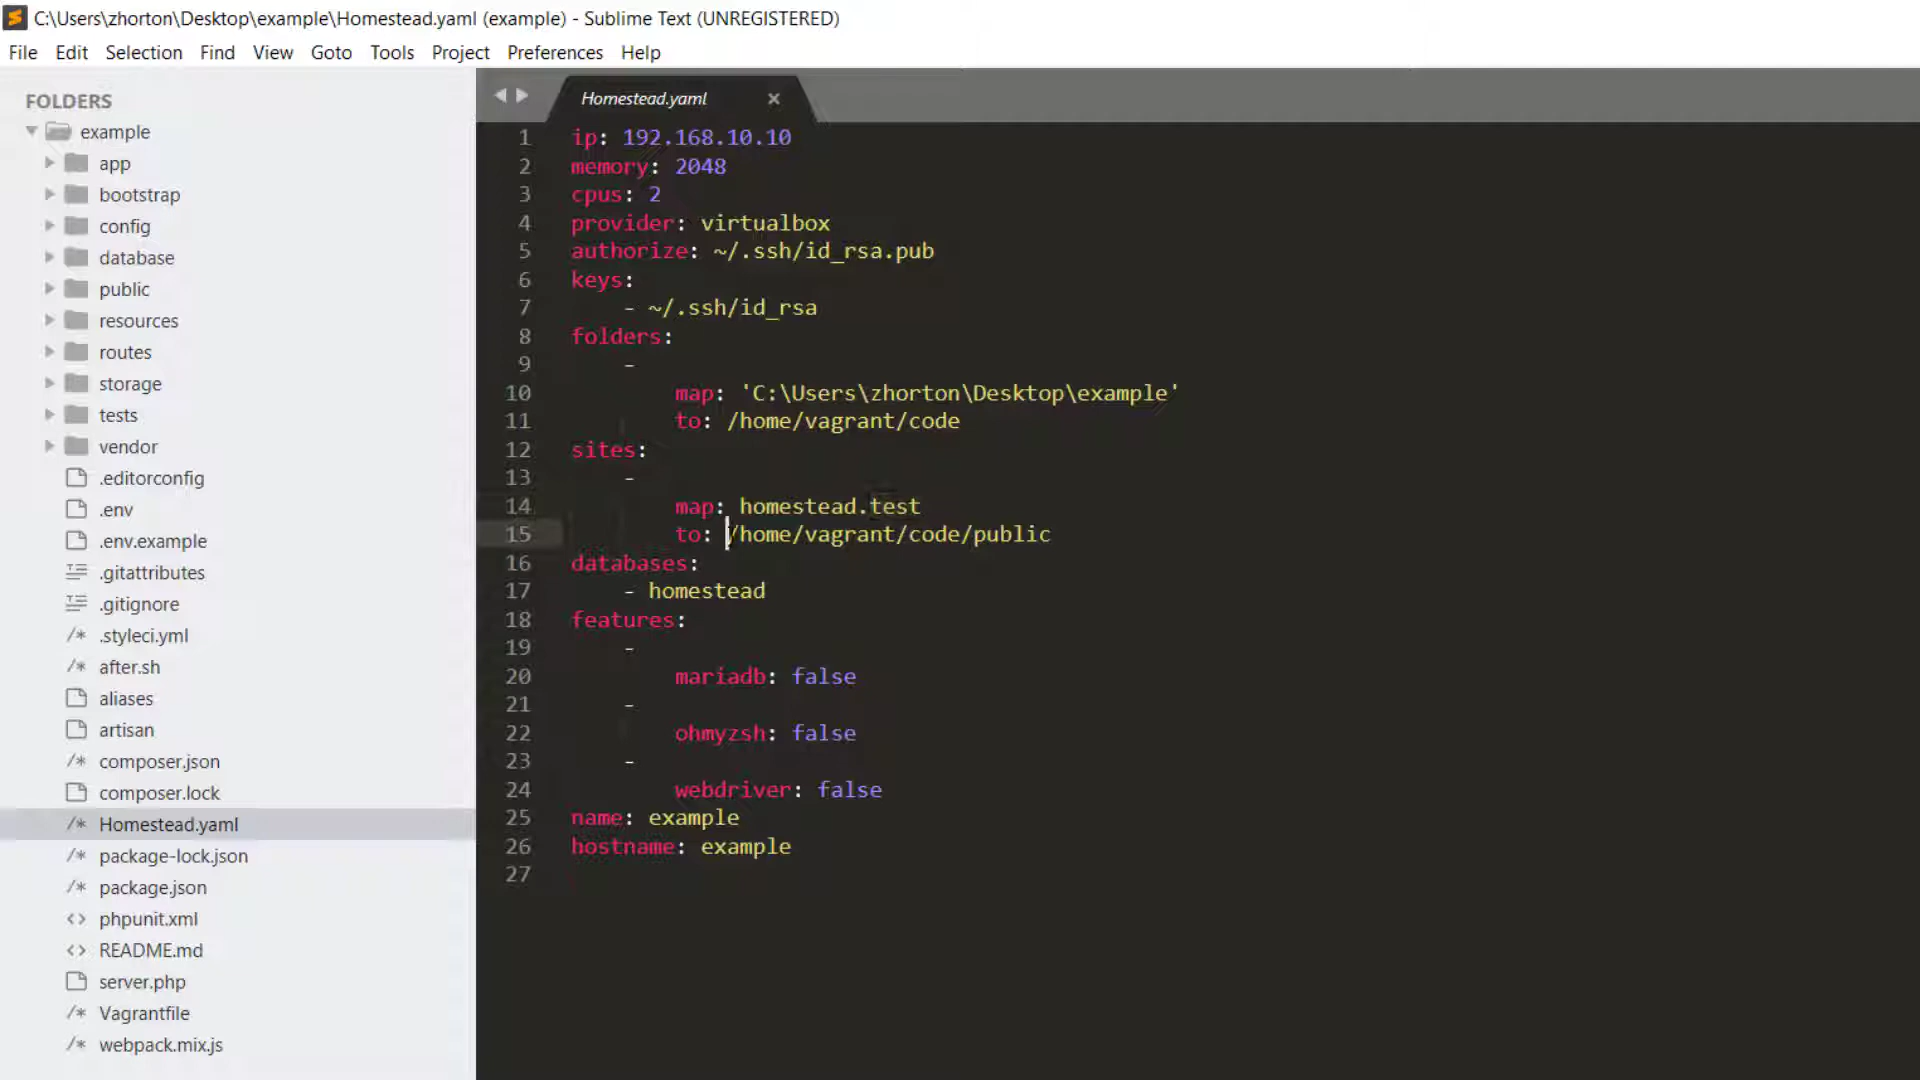 C:\Users\zhorton\Desktop\example\Homestead.yaml (example) - Sublime Text (UNREGISTERED)
File Edit Selection Find View Goto Tools Project Preferences Help
FOLDERS
example
app
bootstrap
config
database
public
resources
routes
storage
tests
vendor
.editorconfig
.env
.env.example
.gitattributes
.gitignore
/* .styleci.yml
/* after.sh
aliases
artisan
/* composer.json
composer.lock
/* Homestead.yaml
/* package-lock.json
/* package.json
<> phpunit.xml
<> README.md
server.php
/* Vagrantfile
/* webpack.mix.js
Homestead.yaml ×
1 ip: 192.168.10.10
2 memory: 2048
3 cpus: 2
4 provider: virtualbox
5 authorize: ~/.ssh/id_rsa.pub
6 keys:
7     - ~/.ssh/id_rsa
8 folders:
9     -
10         map: 'C:\Users\zhorton\Desktop\example'
11         to: /home/vagrant/code
12 sites:
13     -
14         map: homestead.test
15         to: /home/vagrant/code/public
16 databases:
17     - homestead
18 features:
19     -
20         mariadb: false
21     -
22         ohmyzsh: false
23     -
24         webdriver: false
25 name: example
26 hostname: example
27